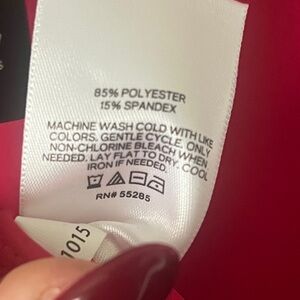 85% POLYESTER
15% SPANDEX
MACHINE WASH COLD WITH LIKE
COLORS. GENTLE CYCLE. ONLY
NON-CHLORINE BLEACH WHEN
NEEDED. LAY FLAT TO DRY. COOL
IRON IF NEEDED.
RN# 55285
1015